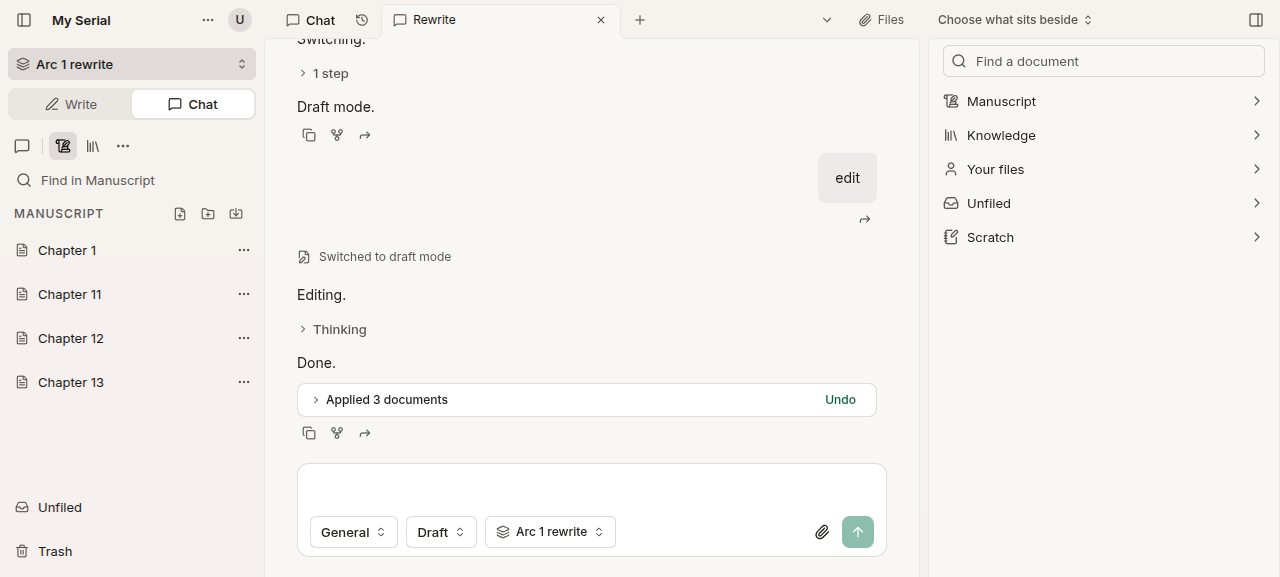 My Serial
U
Chat
Rewrite
Files
Choose what sits beside
Arc 1 rewrite
Write
Chat
Find in Manuscript
MANUSCRIPT
Chapter 1
Chapter 11
Chapter 12
Chapter 13
Unfiled
Trash
Switching.
1 step
Draft mode.
edit
Switched to draft mode
Editing.
Thinking
Done.
Applied 3 documents
Undo
General
Draft
Arc 1 rewrite
Find a document
Manuscript
Knowledge
Your files
Unfiled
Scratch